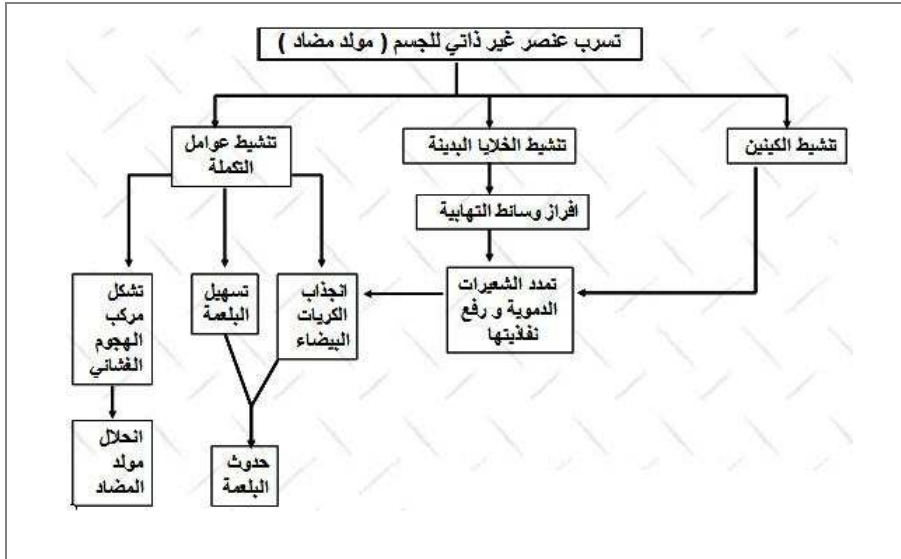 تسرب عنصر غير ذاتي للجسم ( مولد مضاد )
تنشيط الكينين
تنشيط الخلايا البدينة
تنشيط عوامل
التكملة
افراز وسائط التهابية
تمدد الشعيرات
الدموية و رفع
نفاذيتها
انجذاب
الكريات
البيضاء
تسهيل
البلعمة
تشكل
مركب
الهجوم
الغشائي
حدوث
البلعمة
انحلال
مولد
المضاد